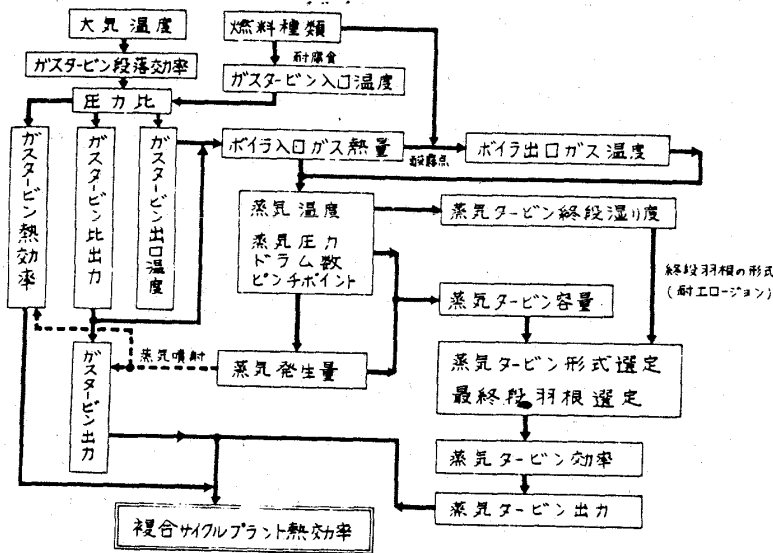 大気温度
燃料種類
耐腐食
ガスタービン段落効率
ガスタービン入口温度
圧力比
ガスタービン熱効率
ガスタービン比出力
ガスタービン出口温度
ボイラ入口ガス熱量
酸露点
ボイラ出口ガス温度
蒸気温度
蒸気圧力
ドラム数
ピンチポイント
蒸気タービン終段湿り度
終段羽根の形式
(耐エロージョン)
蒸気タービン容量
蒸気噴射
蒸気発生量
ガスタービン出力
蒸気タービン形式選定
最終段羽根選定
蒸気タービン効率
蒸気タービン出力
複合サイクルプラント熱効率